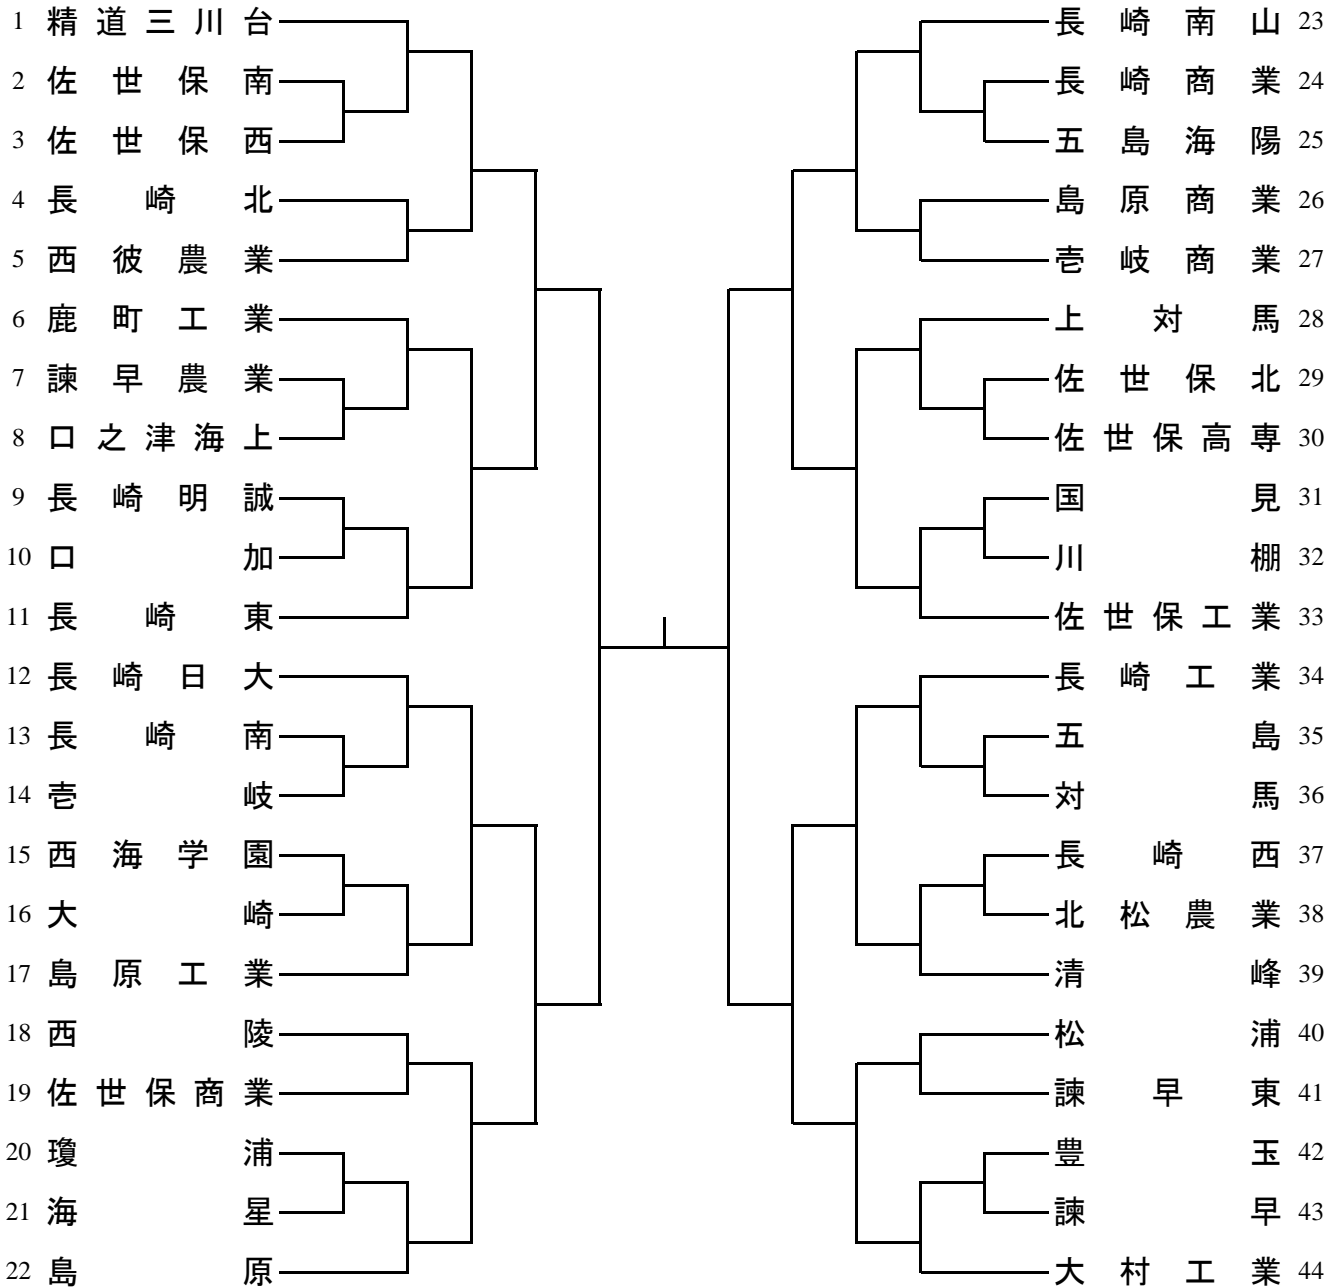 1 精道三川台
2 佐世保南
3 佐世保西
4 長崎北
5 西彼農業
6 鹿町工業
7 諫早農業
8 口之津海上
9 長崎明誠
10 口加
11 長崎東
12 長崎日大
13 長崎南
14 壱岐
15 西海学園
16 大崎
17 島原工業
18 西陵
19 佐世保商業
20 瓊浦
21 海星
22 島原
長崎南山 23
長崎商業 24
五島海陽 25
島原商業 26
壱岐商業 27
上対馬 28
佐世保北 29
佐世保高専 30
国見 31
川棚 32
佐世保工業 33
長崎工業 34
五島 35
対馬 36
長崎西 37
北松農業 38
清峰 39
松浦 40
諫早東 41
豊玉 42
諫早 43
大村工業 44